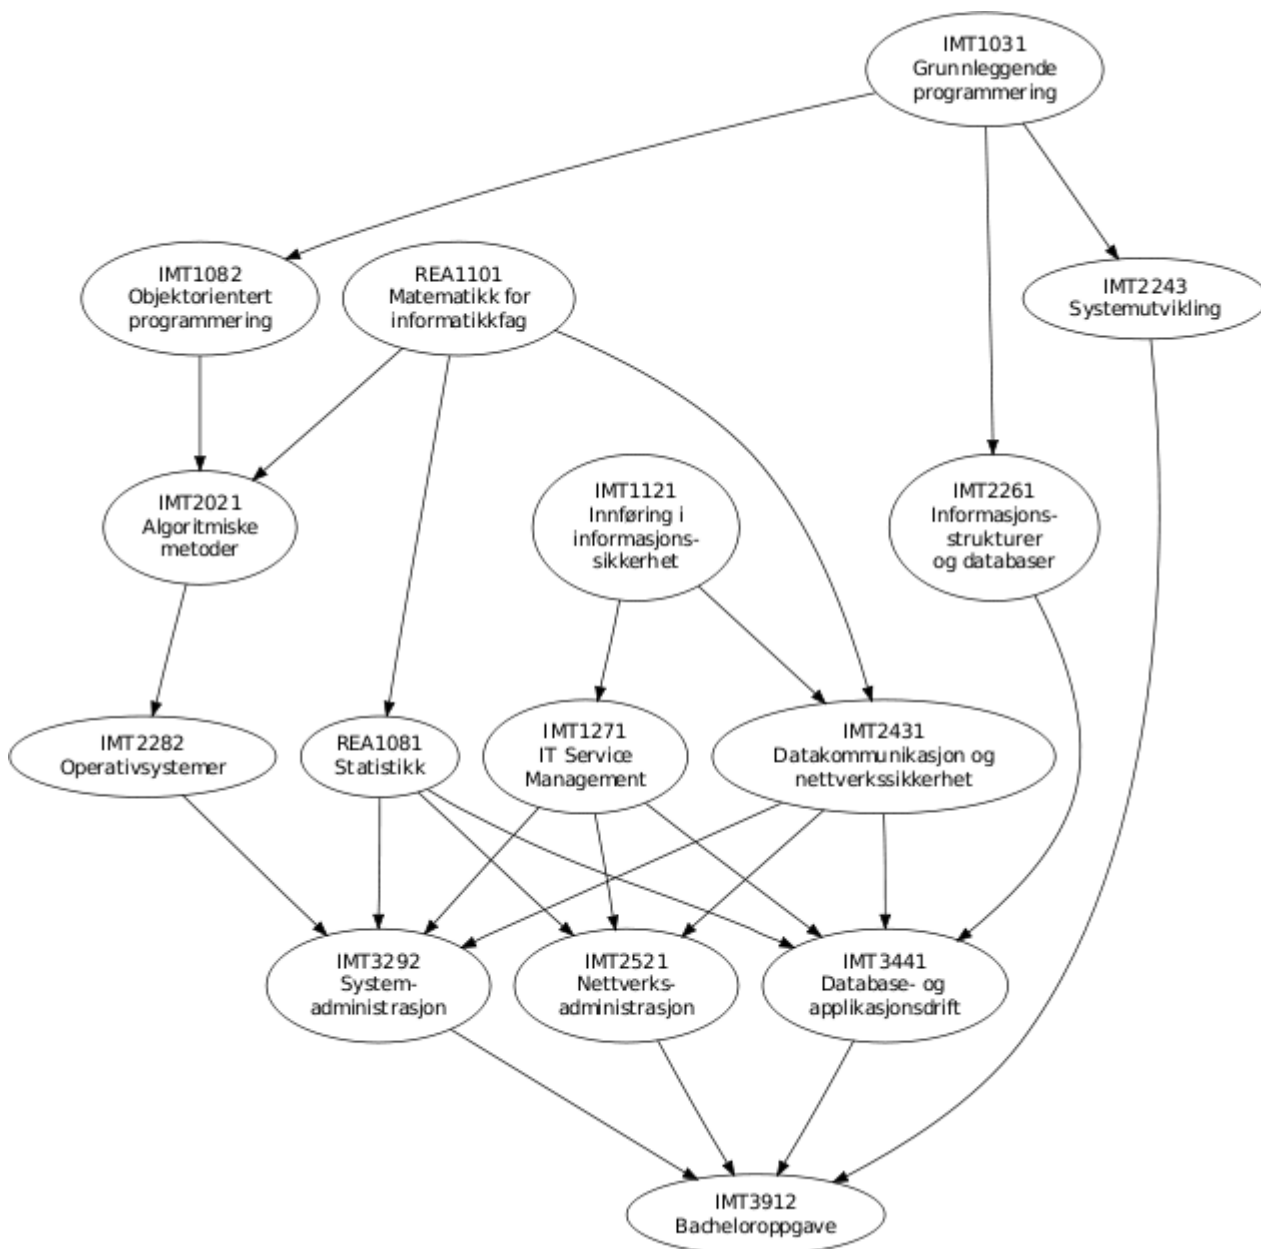 IMT1031
Grunnleggende
programmering
IMT1082
Objektorientert
programmering
REA1101
Matematikk for
informatikkfag
IMT2243
Systemutvikling
IMT2021
Algoritmiske
metoder
IMT1121
Innføring i
informasjons-
sikkerhet
IMT2261
Informasjons-
strukturer
og databaser
IMT2282
Operativsystemer
REA1081
Statistikk
IMT1271
IT Service
Management
IMT2431
Datakommunikasjon og
nettverkssikkerhet
IMT3292
System-
administrasjon
IMT2521
Nettverks-
administrasjon
IMT3441
Database- og
applikasjonsdrift
IMT3912
Bacheloroppgave